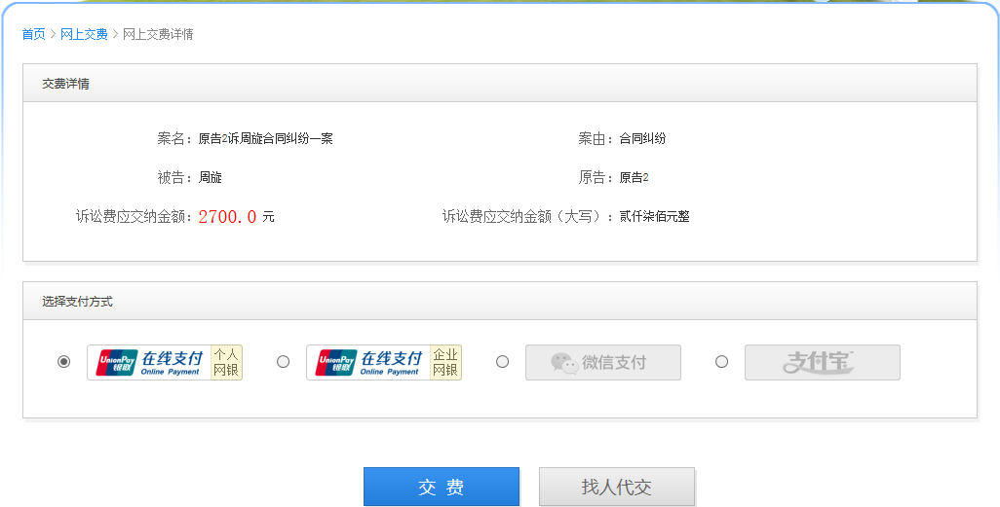 首页 > 网上交费 > 网上交费详情
交费详情
案名：原告2诉周旋合同纠纷一案
案由：合同纠纷
被告：周旋
原告：原告2
诉讼费应交纳金额：2700.0 元
诉讼费应交纳金额（大写）：贰仟柒佰元整
选择支付方式
UnionPay 银联
在线支付
Online Payment
个人
网银
UnionPay 银联
在线支付
Online Payment
企业
网银
微信支付
支付宝
交 费
找人代交